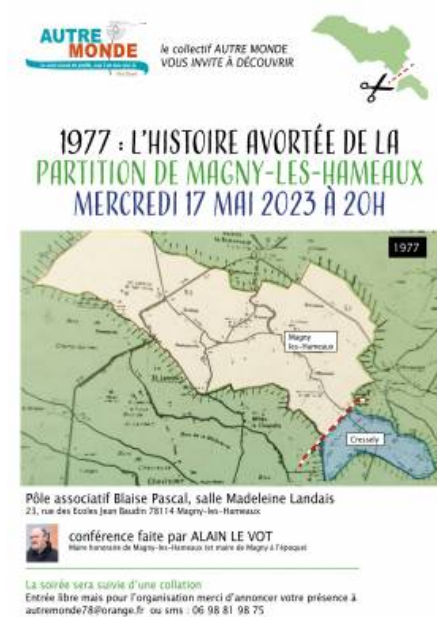 AUTRE
MONDE
le collectif AUTRE MONDE
VOUS INVITE À DÉCOUVRIR
1977 : L'HISTOIRE AVORTÉE DE LA
PARTITION DE MAGNY-LES-HAMEAUX
MERCREDI 17 MAI 2023 À 20H
1977
Magny
les-Hameaux
Cressely
Pôle associatif Blaise Pascal, salle Madeleine Landais
23, rue des Ecoles Jean Baudin 78114 Magny-les-Hameaux
conférence faite par ALAIN LE VOT
Maire honoraire de Magny-les-Hameaux (et maire de Magny à l'époque)
La soirée sera suivie d'une collation
Entrée libre mais pour l'organisation merci d'annoncer votre présence à
autremonde78@orange.fr ou sms : 06 98 81 98 75